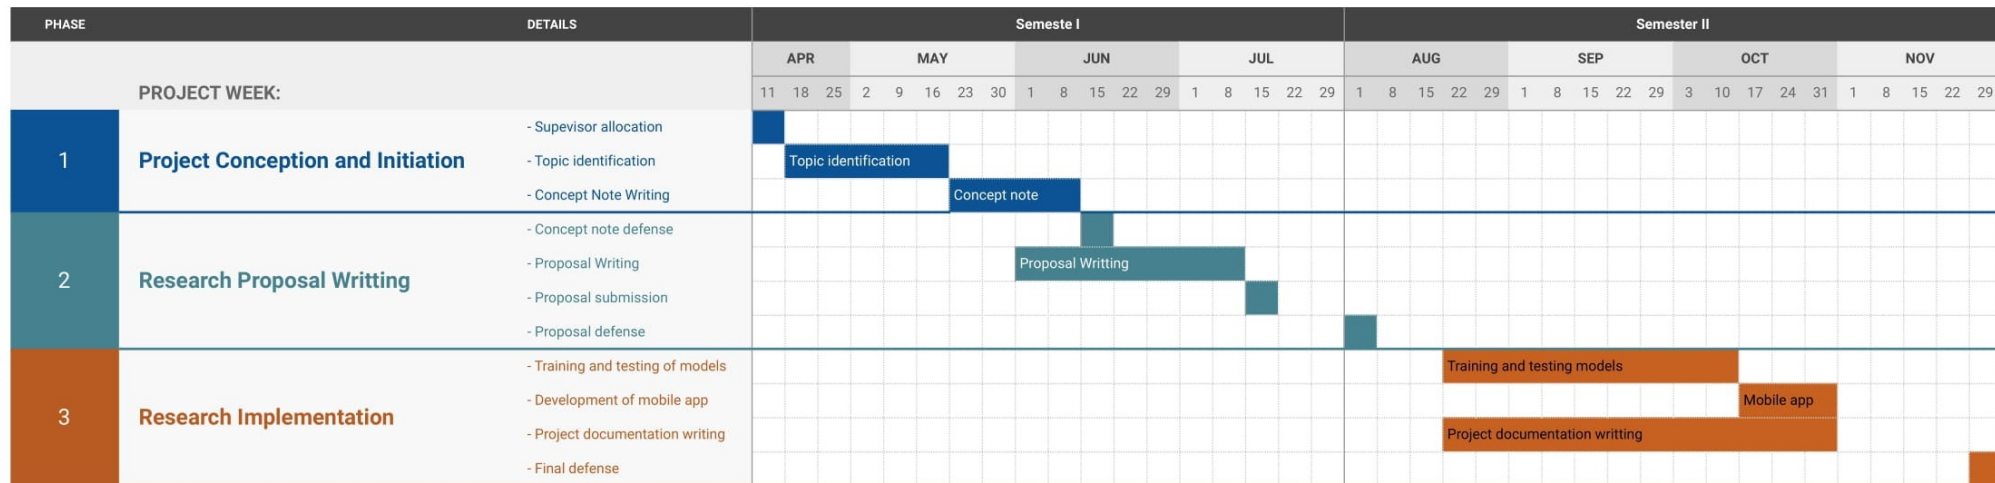 PHASE DETAILS Semeste I Semester II
APR MAY JUN JUL AUG SEP OCT NOV
PROJECT WEEK: 11 18 25 2 9 16 23 30 1 8 15 22 29 1 8 15 22 29 1 8 15 22 29 1 8 15 22 29 3 10 17 24 31 1 8 15 22 29
- Supevisor allocation
1 Project Conception and Initiation - Topic identification Topic identification
- Concept Note Writing Concept note
- Concept note defense
- Proposal Writing Proposal Writting
2 Research Proposal Writting
- Proposal submission
- Proposal defense
- Training and testing of models Training and testing models
- Development of mobile app Mobile app
3 Research Implementation
- Project documentation writing Project documentation writting
- Final defense